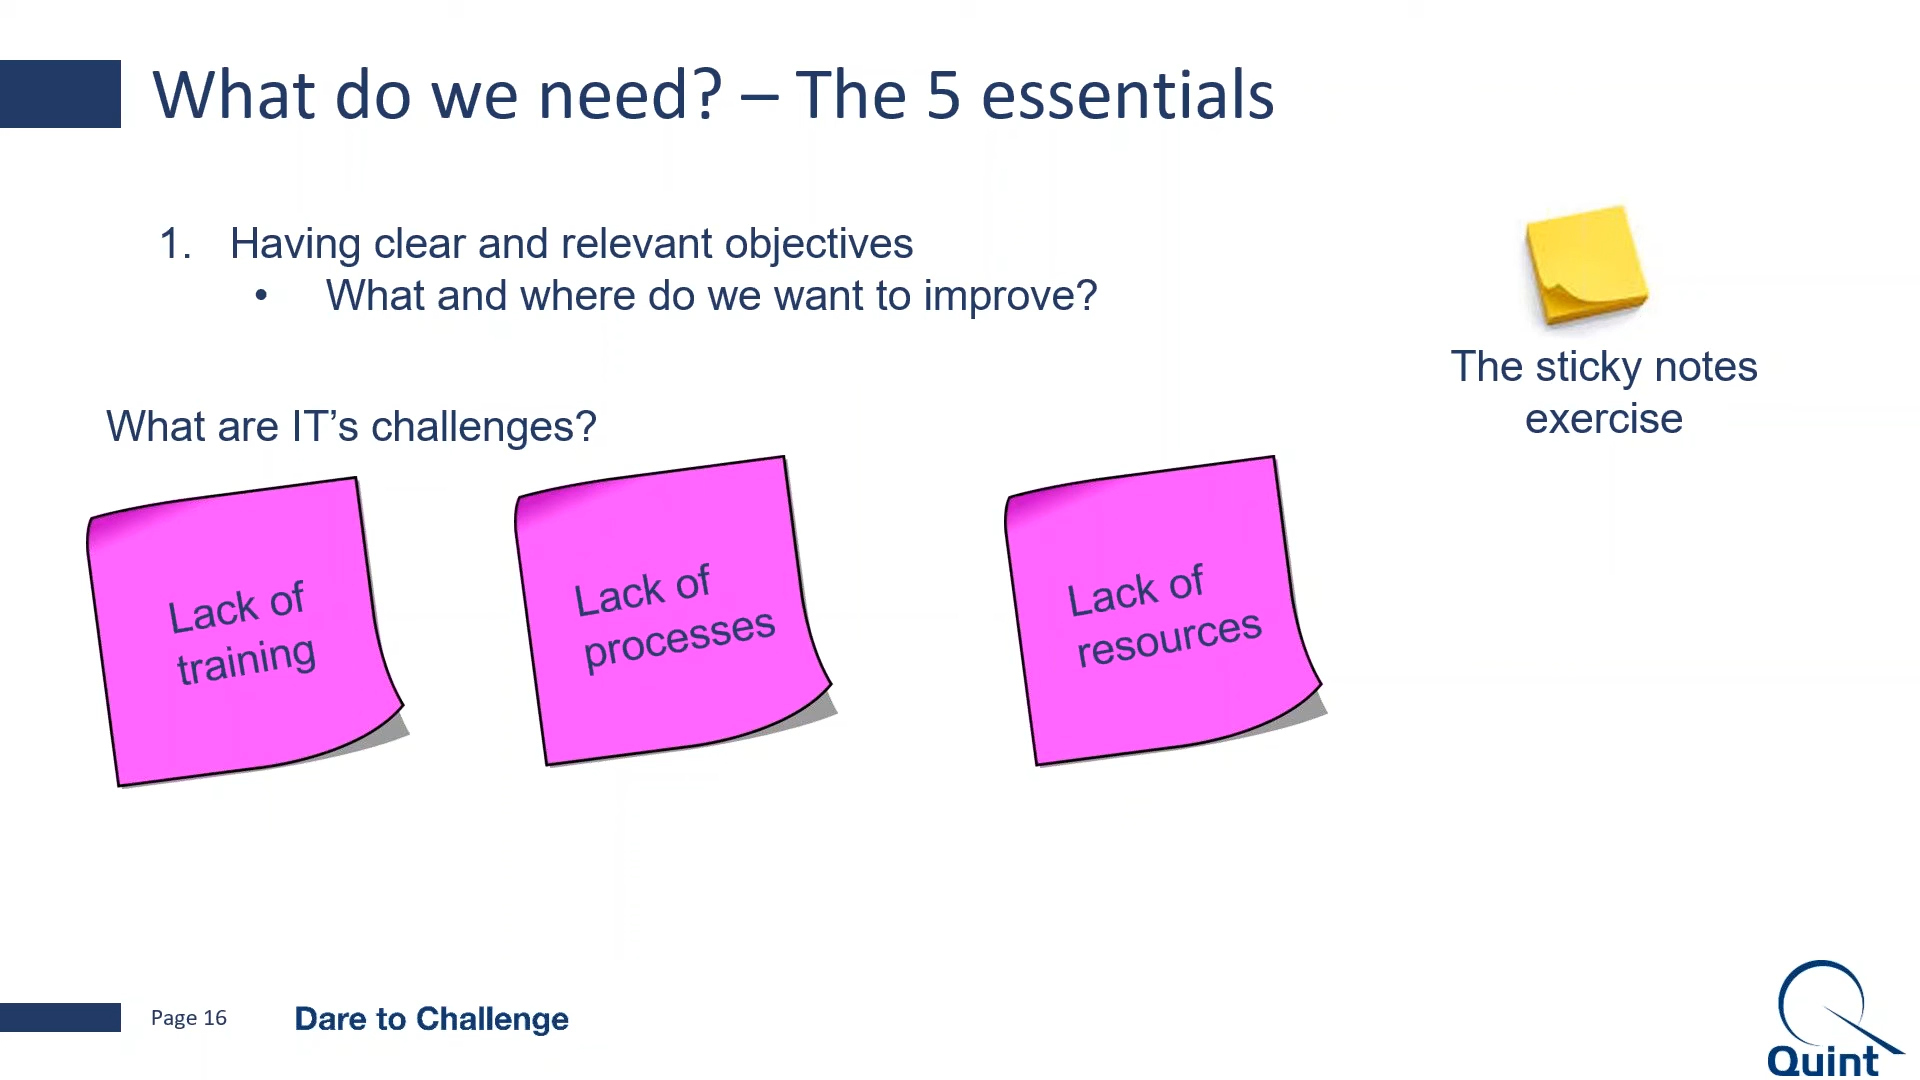 What do we need? – The 5 essentials
1. Having clear and relevant objectives
• What and where do we want to improve?
The sticky notes
exercise
What are IT’s challenges?
Lack of
training
Lack of
processes
Lack of
resources
Page 16
Dare to Challenge
Quint